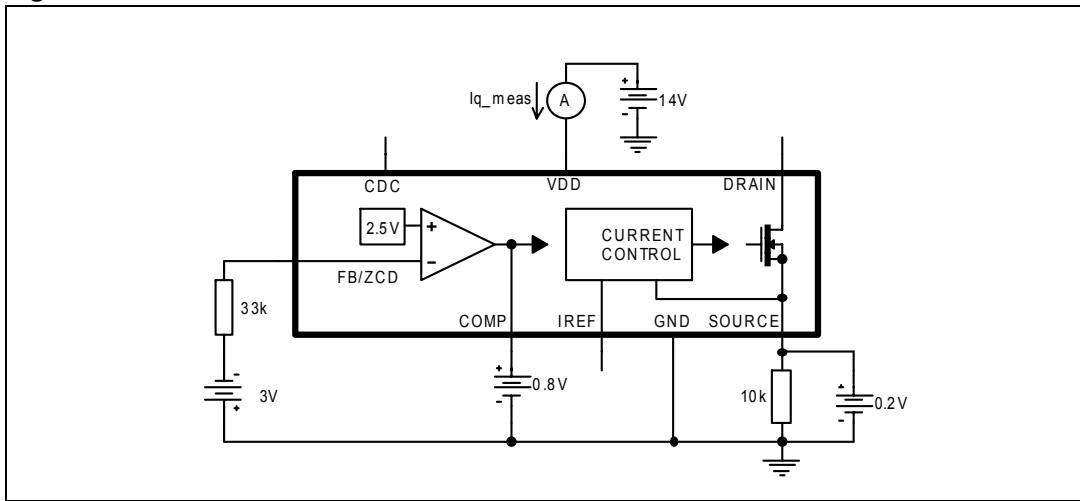 Iq_meas
A
+
-
14V
CDC
VDD
DRAIN
2.5V
+
-
CURRENT
CONTROL
FB/ZCD
33k
COMP
IREF
GND
SOURCE
-
+
3V
+
-
0.8V
10k
+
-
0.2V